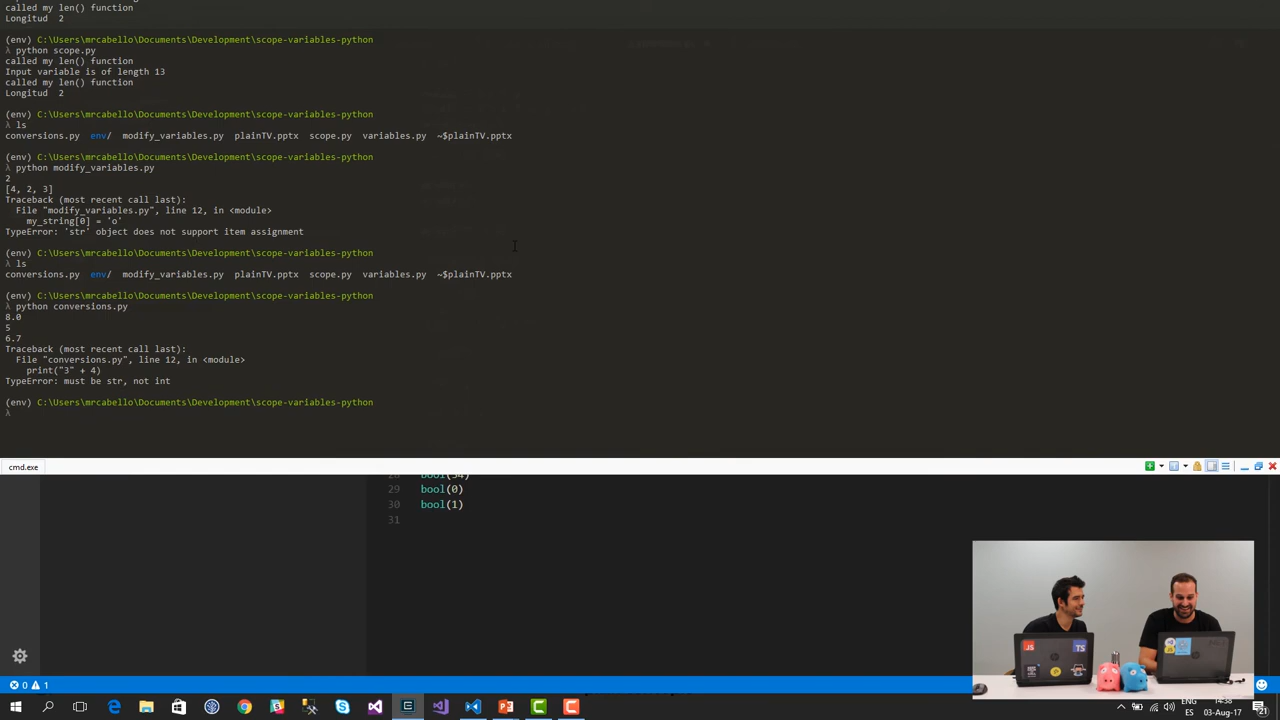 called my len() function
Longitud  2
(env) C:\Users\mrcabello\Documents\Development\scope-variables-python
λ python scope.py
called my len() function
Input variable is of length 13
called my len() function
Longitud  2
(env) C:\Users\mrcabello\Documents\Development\scope-variables-python
λ ls
conversions.py  env/  modify_variables.py  plainTV.pptx  scope.py  variables.py  ~$plainTV.pptx
(env) C:\Users\mrcabello\Documents\Development\scope-variables-python
λ python modify_variables.py
2
[4, 2, 3]
Traceback (most recent call last):
  File "modify_variables.py", line 12, in <module>
    my_string[0] = 'o'
TypeError: 'str' object does not support item assignment
(env) C:\Users\mrcabello\Documents\Development\scope-variables-python
λ ls
conversions.py  env/  modify_variables.py  plainTV.pptx  scope.py  variables.py  ~$plainTV.pptx
(env) C:\Users\mrcabello\Documents\Development\scope-variables-python
λ python conversions.py
8.0
5
6.7
Traceback (most recent call last):
  File "conversions.py", line 12, in <module>
    print("3" + 4)
TypeError: must be str, not int
(env) C:\Users\mrcabello\Documents\Development\scope-variables-python
λ
cmd.exe
28 bool(34)
29 bool(0)
30 bool(1)
31
JS TS
0 1
ENG 14:38
ES 03-Aug-17 21